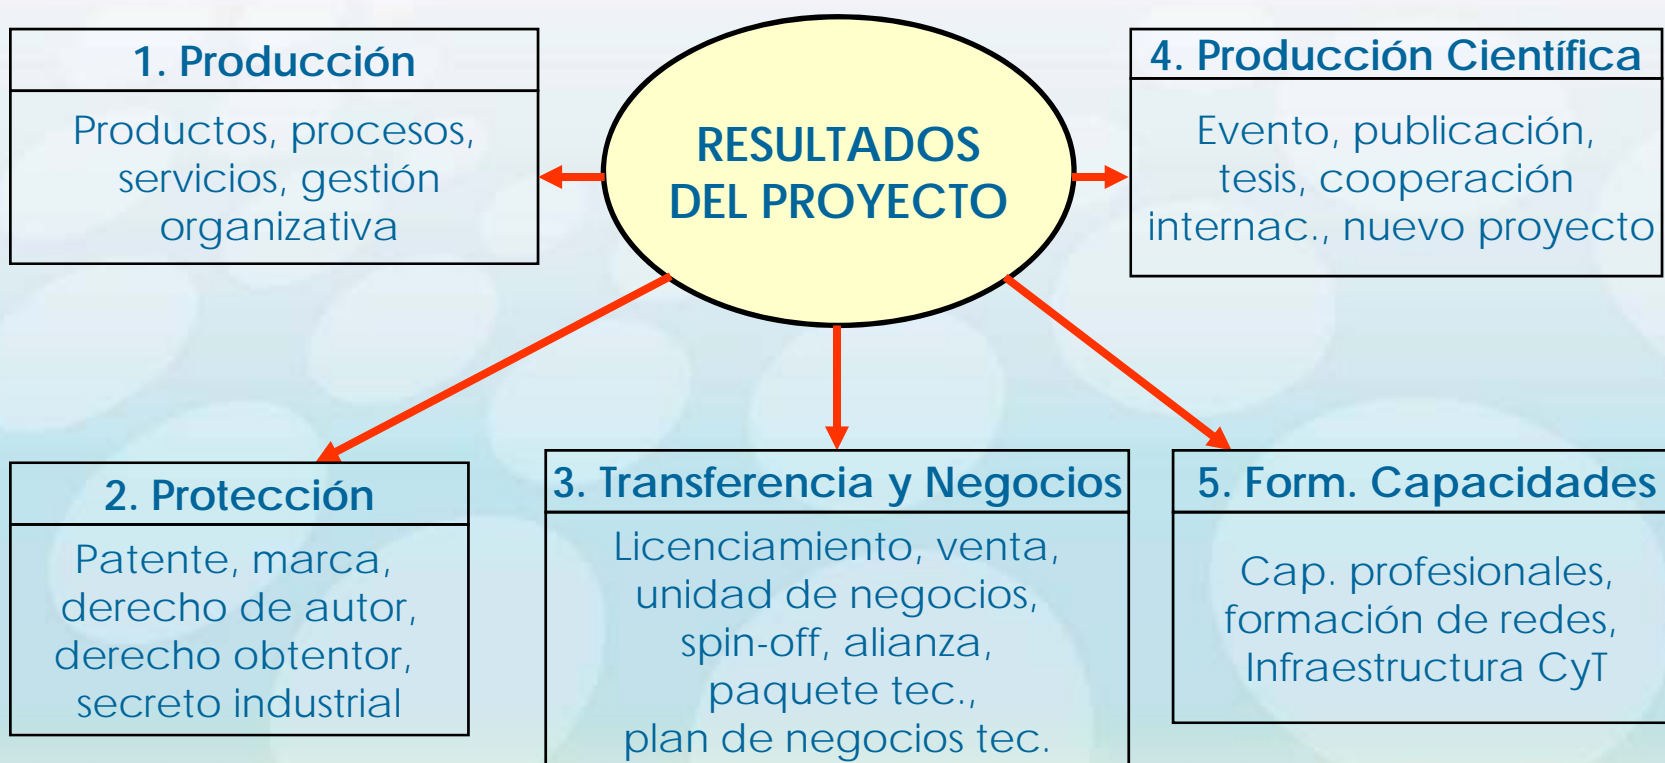 RESULTADOS
DEL PROYECTO
1. Producción
Productos, procesos,
servicios, gestión
organizativa
2. Protección
Patente, marca,
derecho de autor,
derecho obtentor,
secreto industrial
3. Transferencia y Negocios
Licenciamiento, venta,
unidad de negocios,
spin-off, alianza,
paquete tec.,
plan de negocios tec.
4. Producción Científica
Evento, publicación,
tesis, cooperación
internac., nuevo proyecto
5. Form. Capacidades
Cap. profesionales,
formación de redes,
Infraestructura CyT